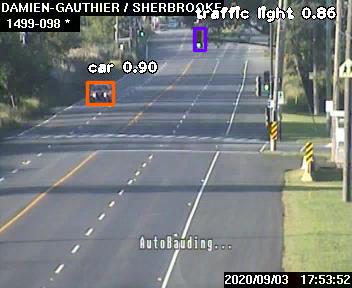 DAMIEN-GAUTHIER / SHERBROOKE
traffic light 0.86
1499-098 *
car 0.90
AutoBauding...
2020/09/03 17:53:52